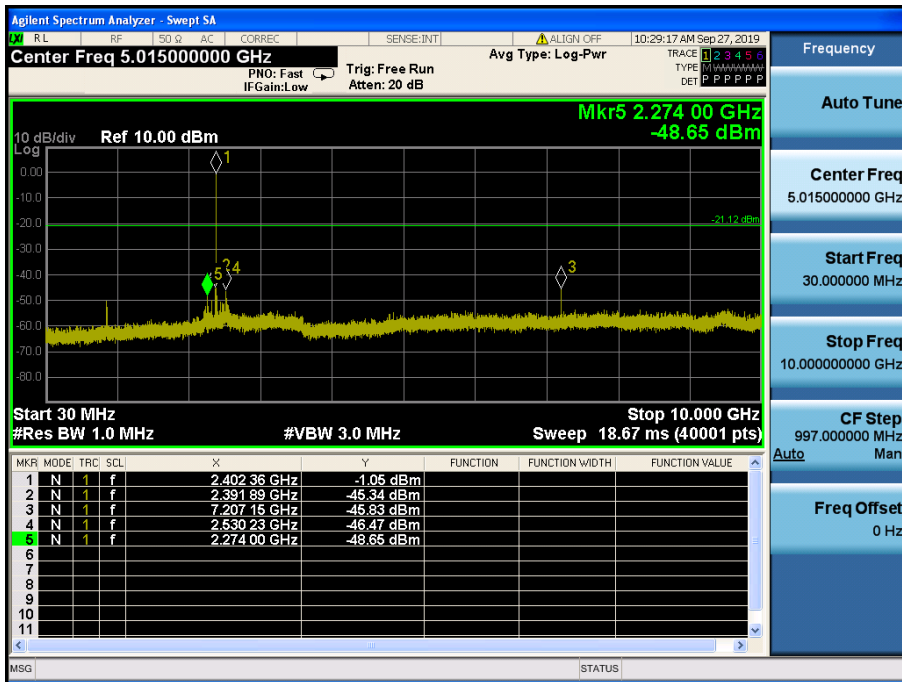 Agilent Spectrum Analyzer - Swept SA
LXI RL RF 50 Ω AC CORREC SENSE:INT ALIGN OFF 10:29:17 AM Sep 27, 2019
Center Freq 5.015000000 GHz
PNO: Fast
IFGain:Low
Trig: Free Run
Atten: 20 dB
Avg Type: Log-Pwr
TRACE 1 2 3 4 5 6
TYPE M W W W W W
DET P P P P P P
Mkr5 2.274 00 GHz
-48.65 dBm
10 dB/div Ref 10.00 dBm
Log
0.00
-10.0
-20.0
-30.0
-40.0
-50.0
-60.0
-70.0
-80.0
1
-21.12 dBm
5 2 4
3
Start 30 MHz Stop 10.000 GHz
#Res BW 1.0 MHz #VBW 3.0 MHz Sweep 18.67 ms (40001 pts)
MKR MODE TRC SCL X Y FUNCTION FUNCTION WIDTH FUNCTION VALUE
1 N 1 f 2.402 36 GHz -1.05 dBm
2 N 1 f 2.391 89 GHz -45.34 dBm
3 N 1 f 7.207 15 GHz -45.83 dBm
4 N 1 f 2.530 23 GHz -46.47 dBm
5 N 1 f 2.274 00 GHz -48.65 dBm
6
7
8
9
10
11
MSG STATUS
Frequency
Auto Tune
Center Freq
5.015000000 GHz
Start Freq
30.000000 MHz
Stop Freq
10.000000000 GHz
CF Step
997.000000 MHz
Auto Man
Freq Offset
0 Hz